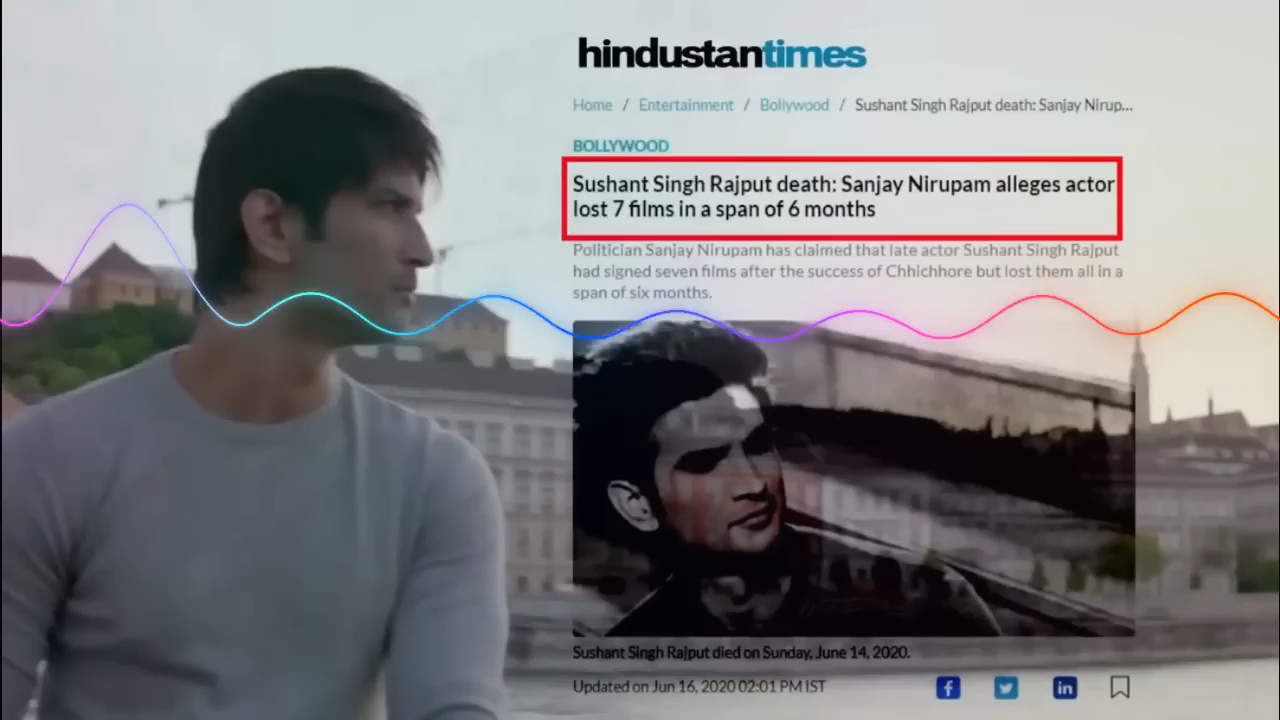 hindustantimes
Home / Entertainment / Bollywood / Sushant Singh Rajput death: Sanjay Nirup...
BOLLYWOOD
Sushant Singh Rajput death: Sanjay Nirupam alleges actor
lost 7 films in a span of 6 months
Politician Sanjay Nirupam has claimed that late actor Sushant Singh Rajput
had signed seven films after the success of Chhichhore but lost them all in a
span of six months.
Sushant Singh Rajput died on Sunday, June 14, 2020.
Updated on Jun 16, 2020 02:01 PM IST